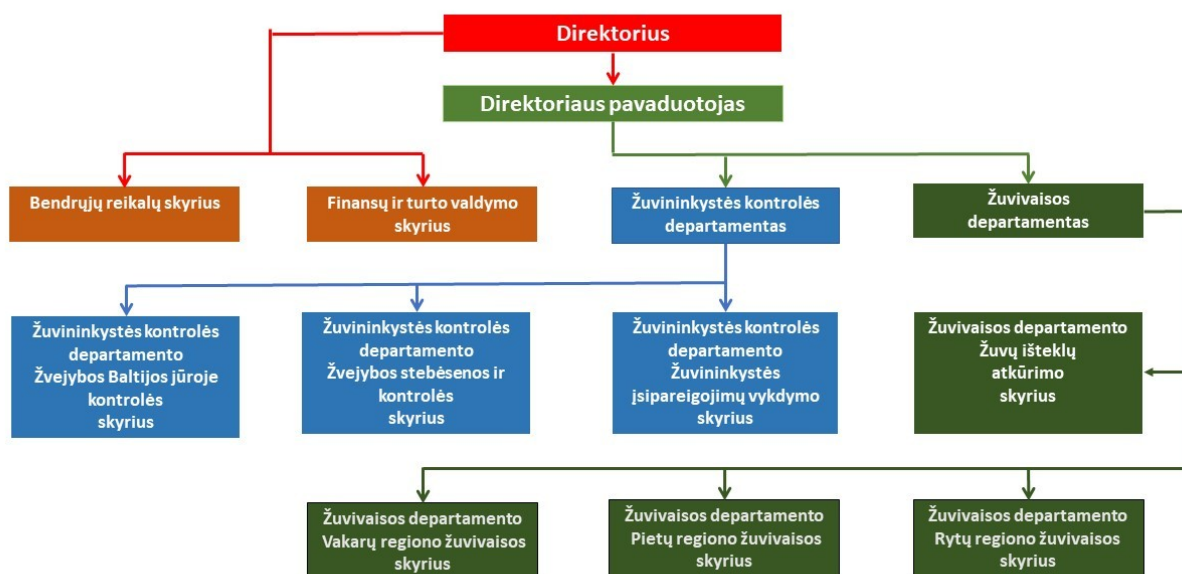 Direktorius
Direktoriaus pavaduotojas
Bendrųjų reikalų skyrius
Finansų ir turto valdymo
skyrius
Žuvininkystės kontrolės
departamentas
Žuvivaisos
departamentas
Žuvininkystės kontrolės
departamento
Žvejybos Baltijos jūroje
kontrolės
skyrius
Žuvininkystės kontrolės
departamento
Žvejybos stebėsenos ir
kontrolės
skyrius
Žuvininkystės kontrolės
departamento
Žuvininkystės
įsipareigojimų vykdymo
skyrius
Žuvivaisos departamento
Žuvų išteklų
atkūrimo
skyrius
Žuvivaisos departamento
Vakarų regiono žuvivaisos
skyrius
Žuvivaisos departamento
Pietų regiono žuvivaisos
skyrius
Žuvivaisos departamento
Rytų regiono žuvivaisos
skyrius